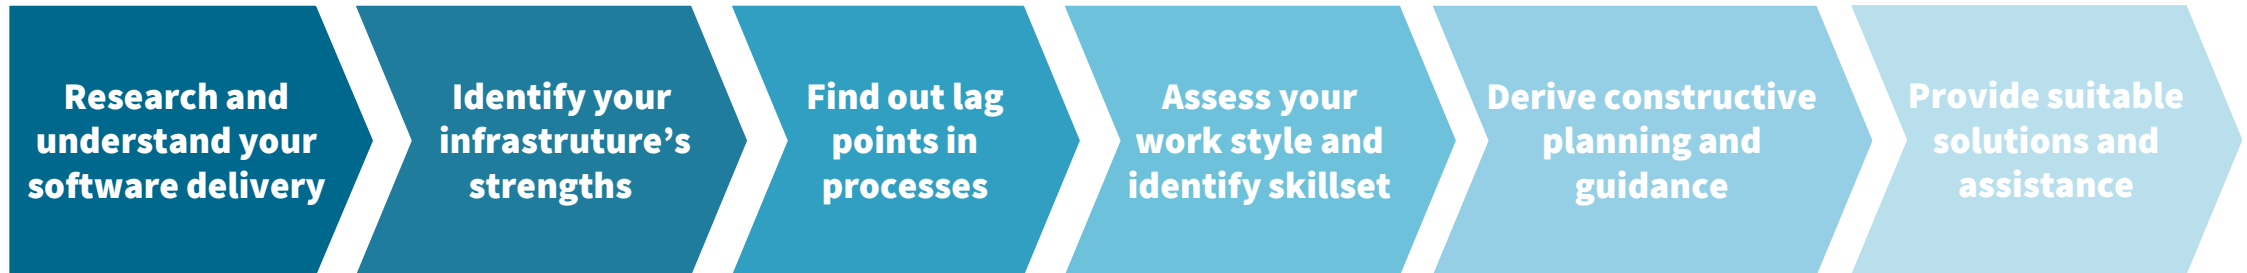 Research and
understand your
software delivery
Identify your
infrastruture’s
strengths
Find out lag
points in
processes
Assess your
work style and
identify skillset
Derive constructive
planning and
guidance
Provide suitable
solutions and
assistance